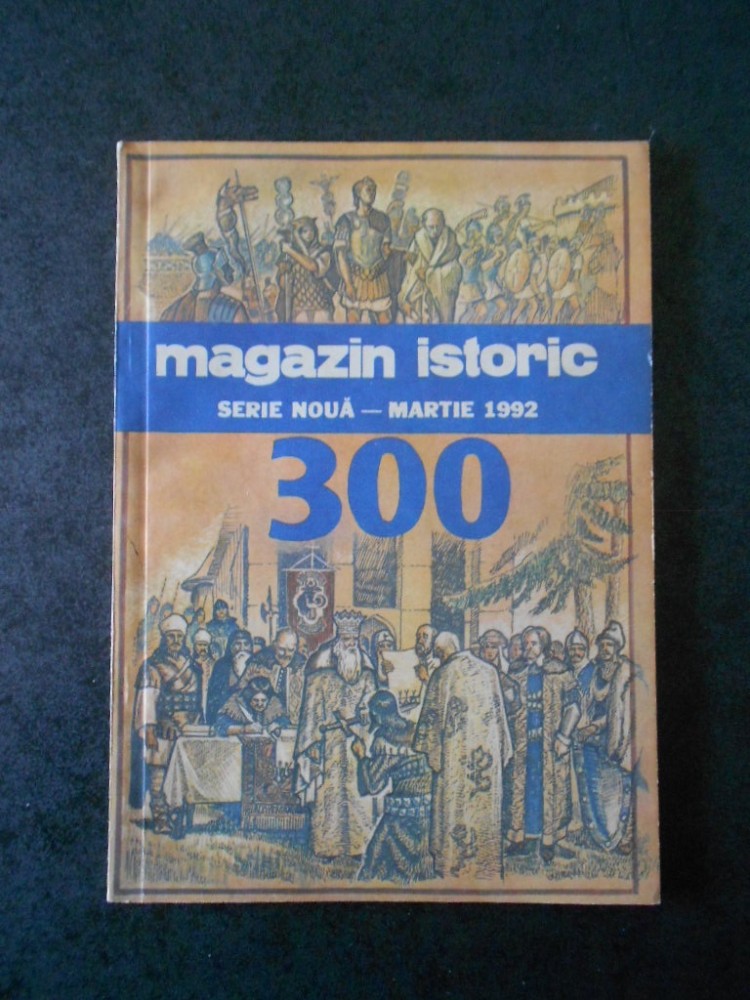 magazin istoric
SERIE NOUĂ — MARTIE 1992
300